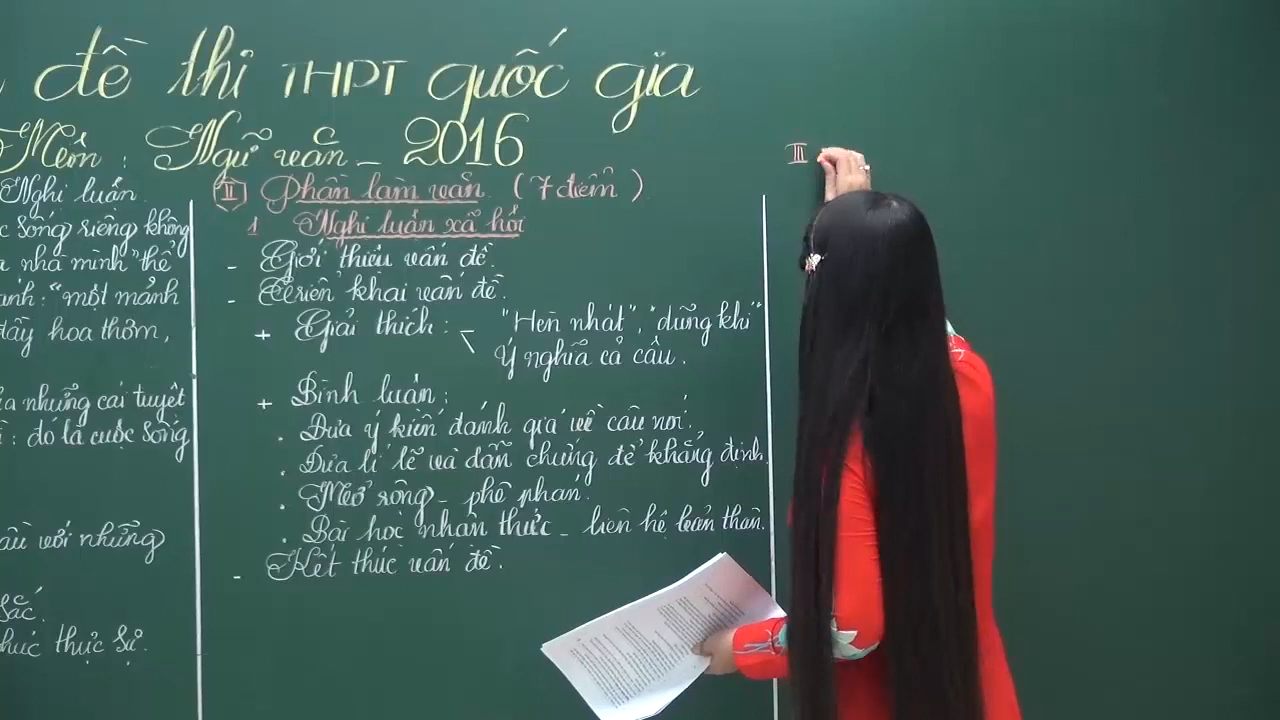 đề thi THPT quốc gia
Môn : Ngữ văn - 2016
Nghị luận.
c sống riêng không
nhà mình" thể
ảnh: "một mảnh
đầy hoa thơm,
những cái tuyệt
: đó là cuộc sống
với những
sắc.
thực sự.
II Phần làm văn. ( 7 điểm )
1 Nghị luận xã hội
- Giới thiệu vấn đề.
- Triển khai vấn đề.
+ Giải thích : "Hèn nhát", "dũng khí"
Ý nghĩa cả câu.
+ Bình luận :
. Đưa ý kiến đánh giá về câu nói.
. Đưa lí lẽ và dẫn chứng để khẳng định.
. Mở rộng - phê phán.
. Bài học nhận thức - liên hệ bản thân.
- Kết thúc vấn đề.
III